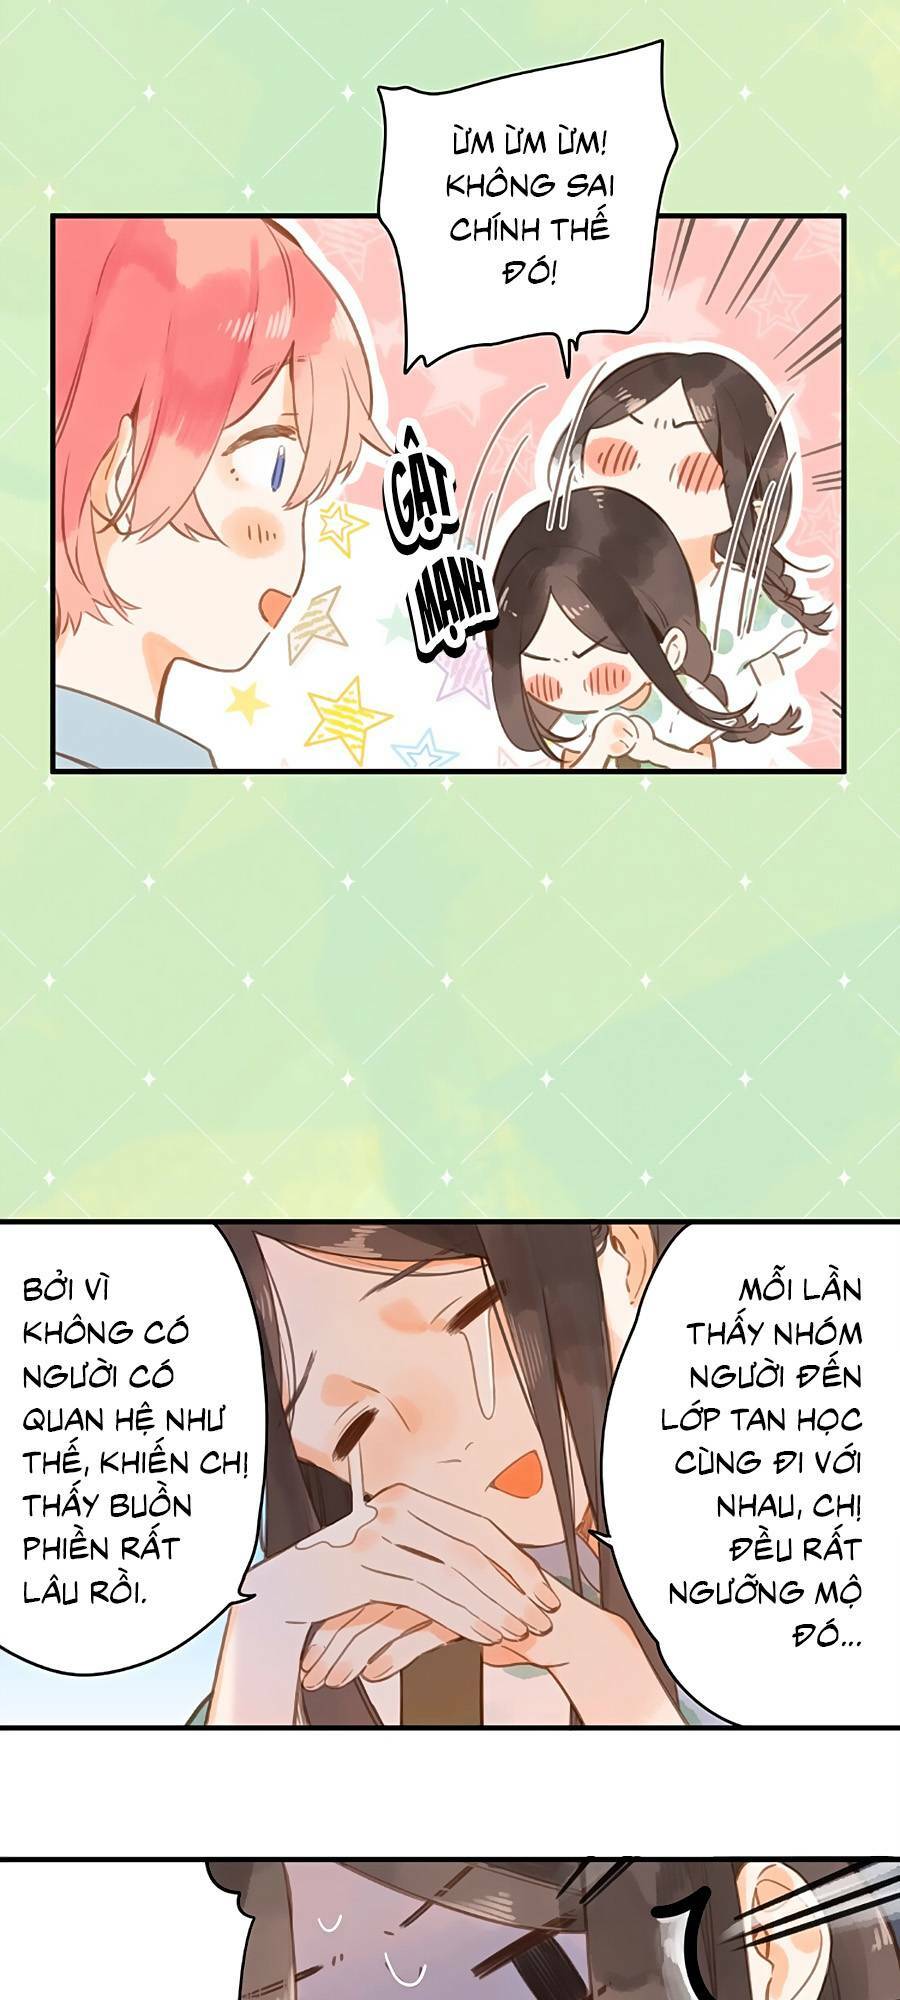 ỪM ỪM ỪM!
KHÔNG SAI
CHÍNH THẾ
ĐÓ!
GẬT
MẠNH
BỞI VÌ
KHÔNG CÓ
NGƯỜI CÓ
QUAN HỆ NHƯ
THẾ, KHIẾN CHỊ
THẤY BUỒN
PHIỀN RẤT
LÂU RỒI.
MỖI LẦN
THẤY NHÓM
NGƯỜI ĐẾN
LỚP TAN HỌC
CÙNG ĐI VỚI
NHAU, CHỊ
ĐỀU RẤT
NGƯỠNG MỘ
ĐÓ...